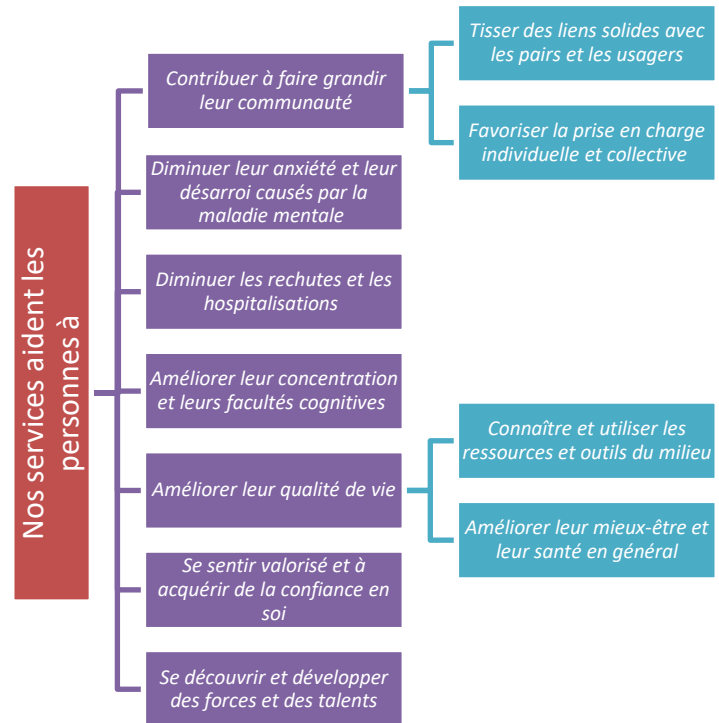 Nos services aident les
personnes à
Contribuer à faire grandir
leur communauté
Tisser des liens solides avec
les pairs et les usagers
Favoriser la prise en charge
individuelle et collective
Diminuer leur anxiété et leur
désarroi causés par la
maladie mentale
Diminuer les rechutes et les
hospitalisations
Améliorer leur concentration
et leurs facultés cognitives
Améliorer leur qualité de vie
Connaître et utiliser les
ressources et outils du milieu
Améliorer leur mieux-être et
leur santé en général
Se sentir valorisé et à
acquérir de la confiance en
soi
Se découvrir et développer
des forces et des talents